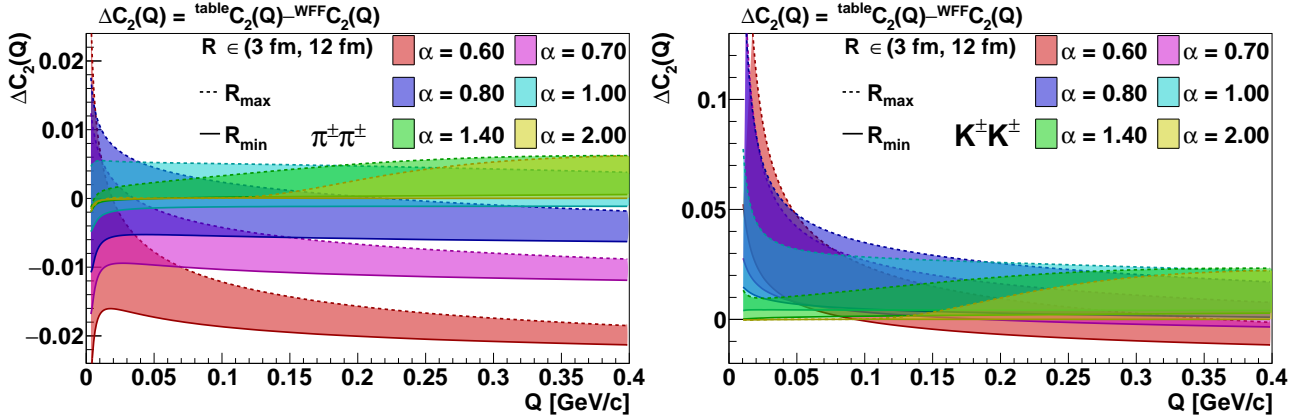 ΔC₂(Q) = ᵗᵃᵇˡᵉC₂(Q)–ᵂᶠᶠC₂(Q)
R ∈ (3 fm, 12 fm)
R_max
R_min
π±π±
α = 0.60
α = 0.70
α = 0.80
α = 1.00
α = 1.40
α = 2.00
ΔC₂(Q)
0.02
0.01
0
−0.01
−0.02
0 0.05 0.1 0.15 0.2 0.25 0.3 0.35 0.4
Q [GeV/c]
ΔC₂(Q) = ᵗᵃᵇˡᵉC₂(Q)–ᵂᶠᶠC₂(Q)
R ∈ (3 fm, 12 fm)
R_max
R_min
K±K±
α = 0.60
α = 0.70
α = 0.80
α = 1.00
α = 1.40
α = 2.00
ΔC₂(Q)
0.1
0.05
0
0 0.05 0.1 0.15 0.2 0.25 0.3 0.35 0.4
Q [GeV/c]